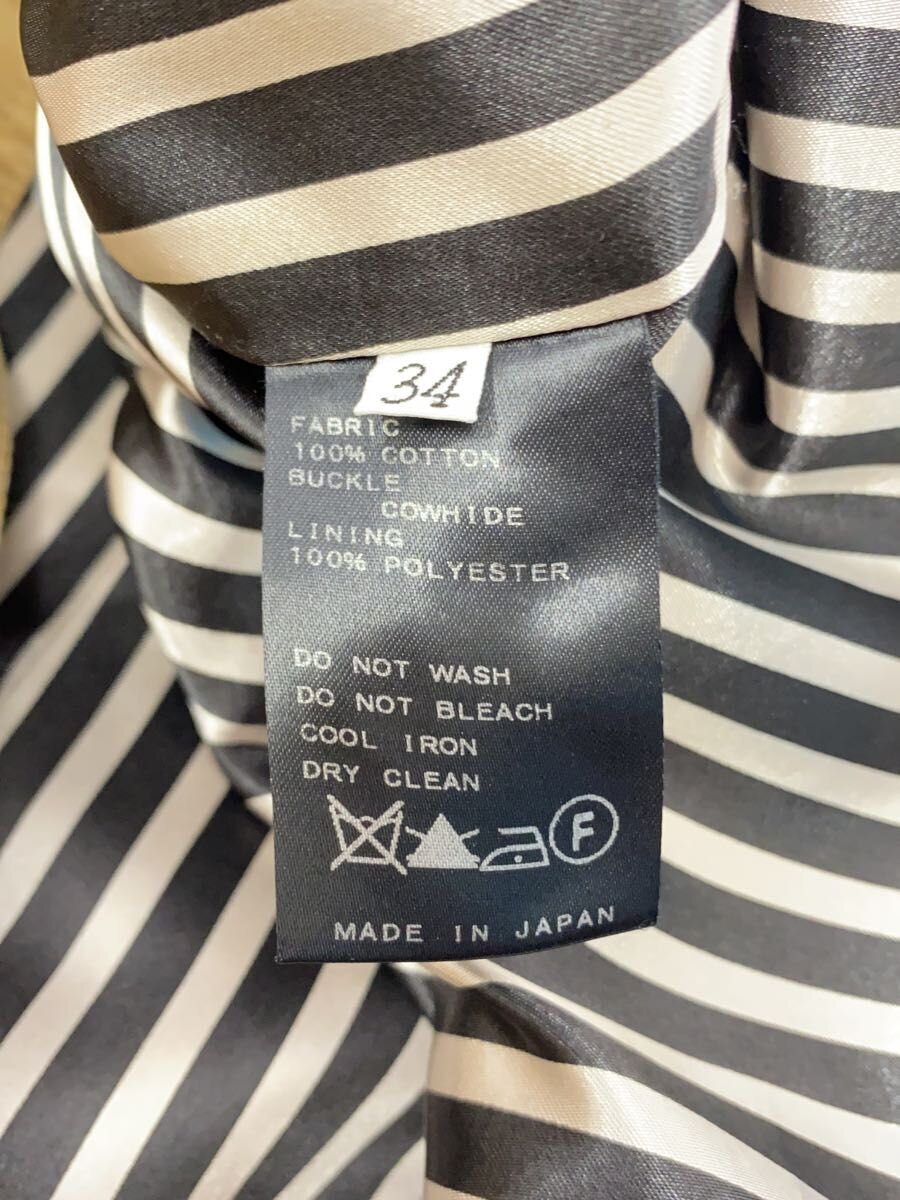 34
FABRIC
100% COTTON
BUCKLE
COWHIDE
LINING
100% POLYESTER
DO NOT WASH
DO NOT BLEACH
COOL IRON
DRY CLEAN
F
MADE IN JAPAN